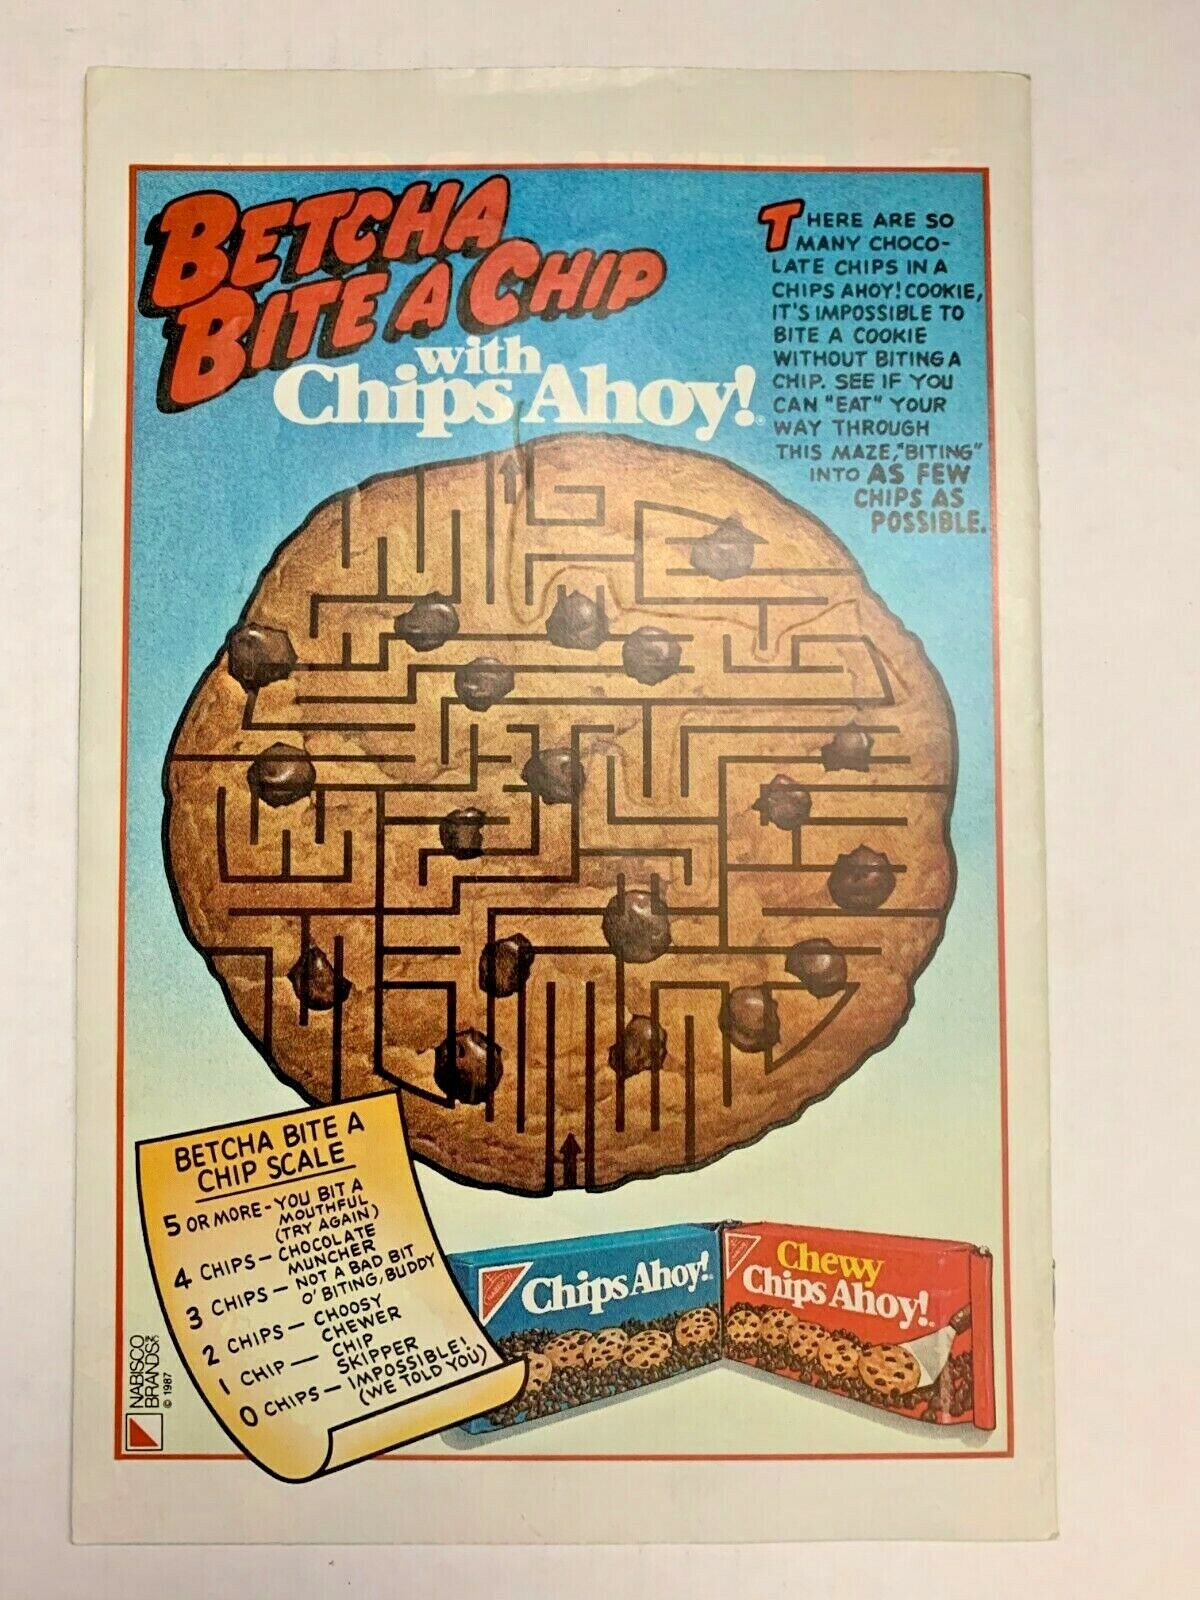 BETCHA
BITE A CHIP
with
Chips Ahoy!®
THERE ARE SO
MANY CHOCO-
LATE CHIPS IN A
CHIPS AHOY! COOKIE,
IT'S IMPOSSIBLE TO
BITE A COOKIE
WITHOUT BITING A
CHIP. SEE IF YOU
CAN "EAT" YOUR
WAY THROUGH
THIS MAZE, "BITING"
INTO AS FEW
CHIPS AS
POSSIBLE.
BETCHA BITE A
CHIP SCALE
5 OR MORE - YOU BIT A
MOUTHFUL
(TRY AGAIN)
4 CHIPS - CHOCOLATE
MUNCHER
3 CHIPS - NOT A BAD BIT
O' BITING, BUDDY
2 CHIPS - CHOOSY
CHEWER
1 CHIP - CHIP
SKIPPER
0 CHIPS - IMPOSSIBLE!
(WE TOLD YOU)
NABISCO
BRANDS INC
© 1987
NABISCO
Chips Ahoy!
NABISCO
Chewy
Chips Ahoy!